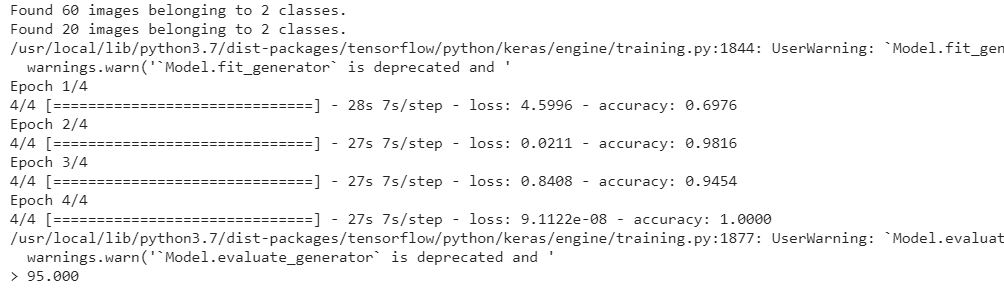 Found 60 images belonging to 2 classes.
Found 20 images belonging to 2 classes.
/usr/local/lib/python3.7/dist-packages/tensorflow/python/keras/engine/training.py:1844: UserWarning: `Model.fit_gen
  warnings.warn('`Model.fit_generator` is deprecated and '
Epoch 1/4
4/4 [==============================] - 28s 7s/step - loss: 4.5996 - accuracy: 0.6976
Epoch 2/4
4/4 [==============================] - 27s 7s/step - loss: 0.0211 - accuracy: 0.9816
Epoch 3/4
4/4 [==============================] - 27s 7s/step - loss: 0.8408 - accuracy: 0.9454
Epoch 4/4
4/4 [==============================] - 27s 7s/step - loss: 9.1122e-08 - accuracy: 1.0000
/usr/local/lib/python3.7/dist-packages/tensorflow/python/keras/engine/training.py:1877: UserWarning: `Model.evaluat
  warnings.warn('`Model.evaluate_generator` is deprecated and '
> 95.000